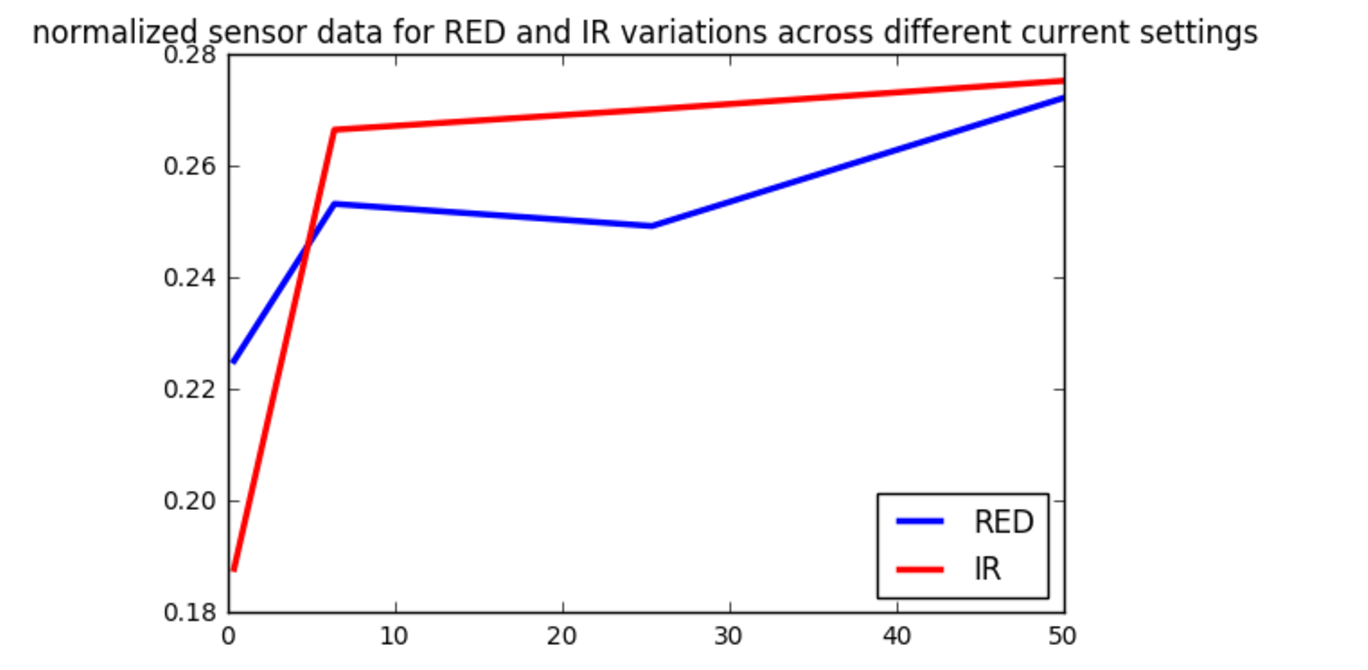 normalized sensor data for RED and IR variations across different current settings
0.28
0.26
0.24
0.22
0.20
0.18
0 10 20 30 40 50
RED
IR